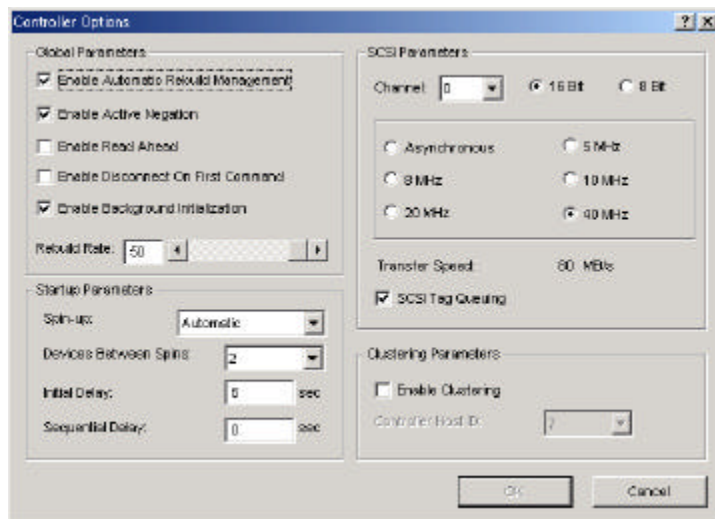 Controller Options
Global Parameters
Enable Automatic Rebuild Management
Enable Active Negation
Enable Read Ahead
Enable Disconnect On First Command
Enable Background Initialization
Rebuild Rate: 50
Startup Parameters
Spin-up: Automatic
Devices Between Spins: 2
Initial Delay: 6 sec
Sequential Delay: 0 sec
SCSI Parameters
Channel: 0 16 Bit 8 Bit
Asynchronous 5 MHz
8 MHz 10 MHz
20 MHz 40 MHz
Transfer Speed: 80 MB/s
SCSI Tag Queuing
Clustering Parameters
Enable Clustering
Controller Host ID: 7
OK Cancel